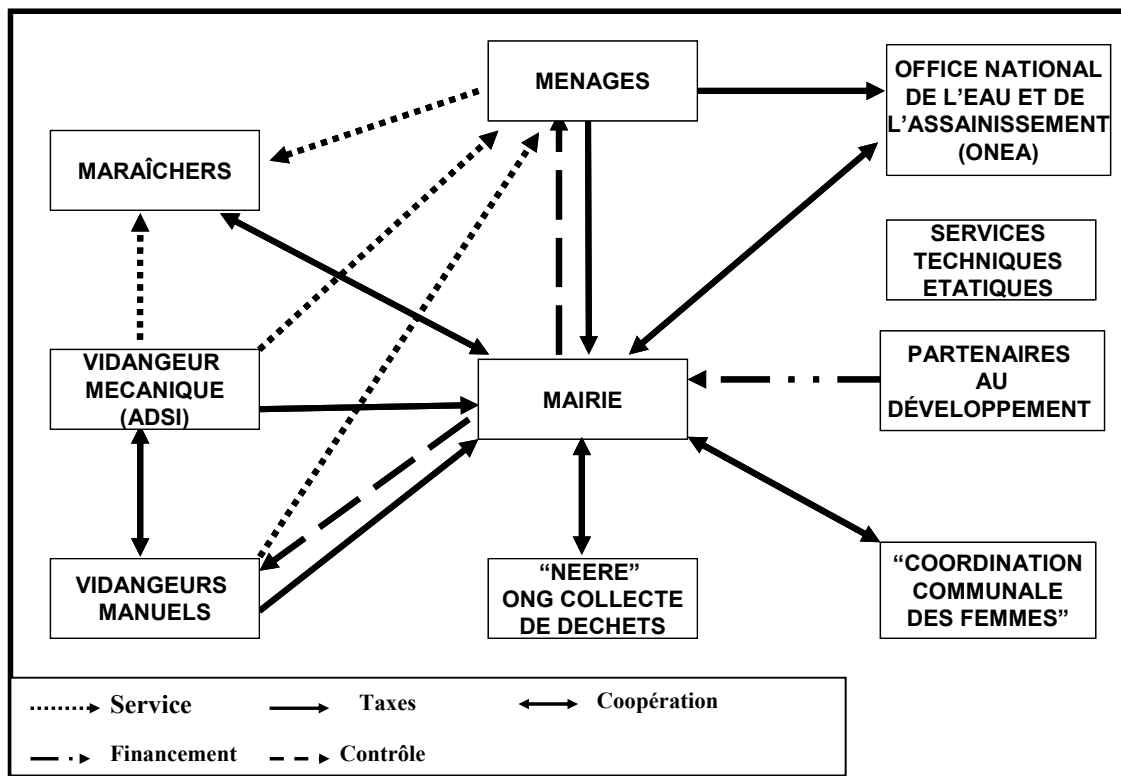 MENAGES
OFFICE NATIONAL
DE L’EAU ET DE
L’ASSAINISSEMENT
(ONEA)
MARAÎCHERS
SERVICES
TECHNIQUES
ETATIQUES
VIDANGEUR
MECANIQUE
(ADSI)
MAIRIE
PARTENAIRES
AU
DÉVELOPPEMENT
VIDANGEURS
MANUELS
“NEERE”
ONG COLLECTE
DE DECHETS
“COORDINATION
COMMUNALE
DES FEMMES”
Service
Taxes
Coopération
Financement
Contrôle